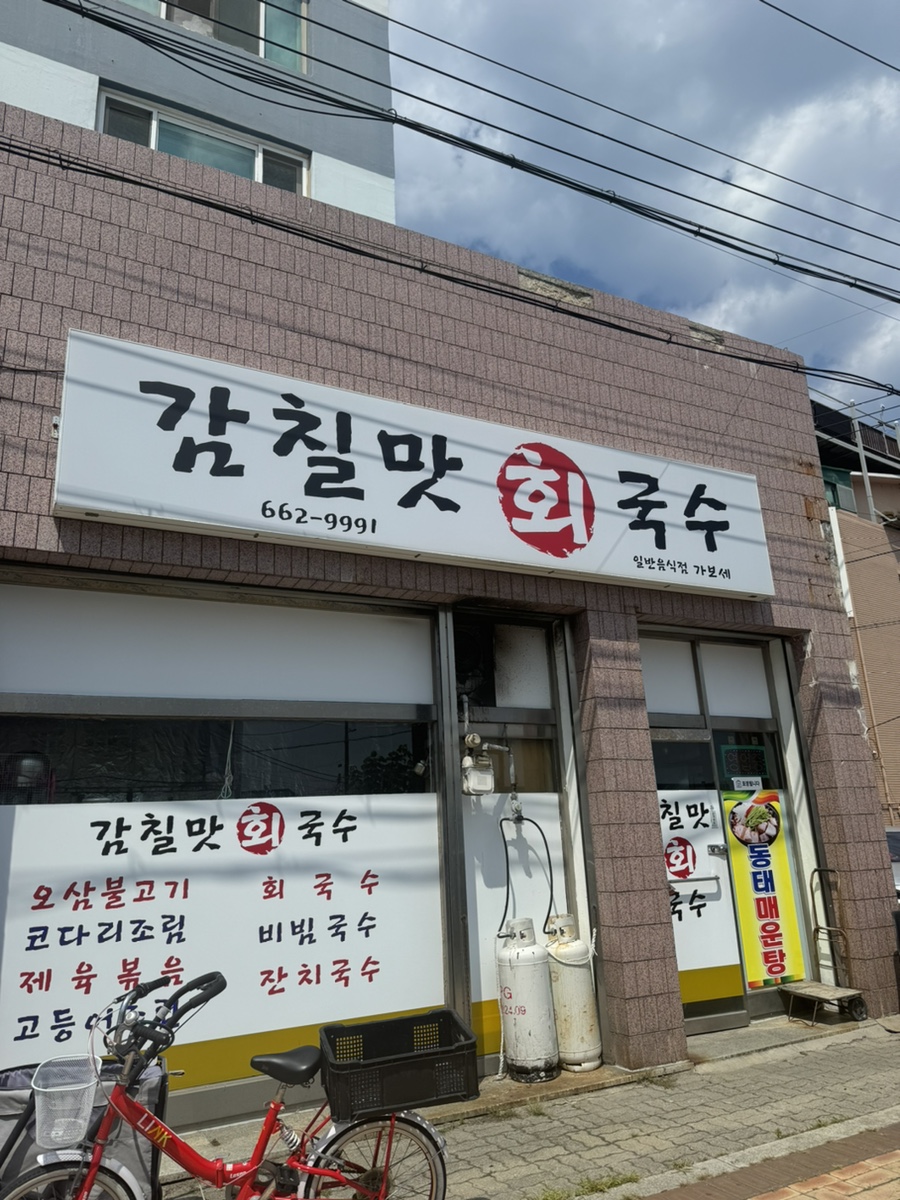 감칠맛 회 국수
662-9991
일반음식점 가보세
감칠맛 회 국수
오삼불고기 회국수
코다리조림 비빔국수
제육볶음 잔치국수
칠맛
회
국수
동태매운탕
LINK